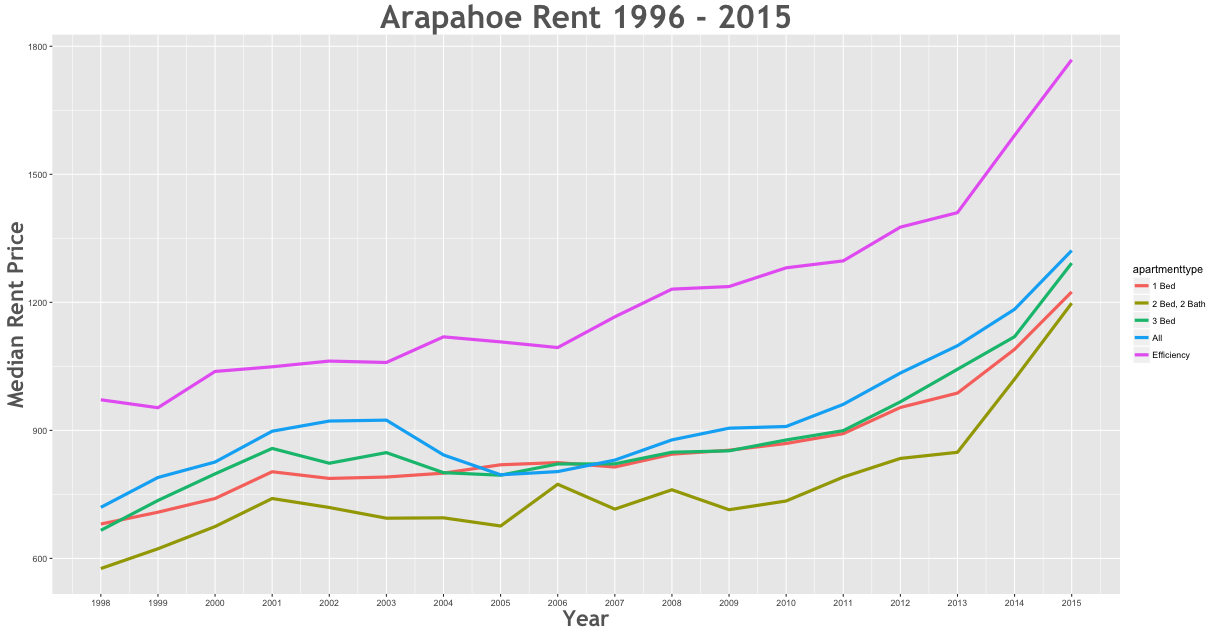 Arapahoe Rent 1996 - 2015
Median Rent Price
1800
1500
1200
900
600
1998 1999 2000 2001 2002 2003 2004 2005 2006 2007 2008 2009 2010 2011 2012 2013 2014 2015
Year
apartmenttype
1 Bed
2 Bed, 2 Bath
3 Bed
All
Efficiency